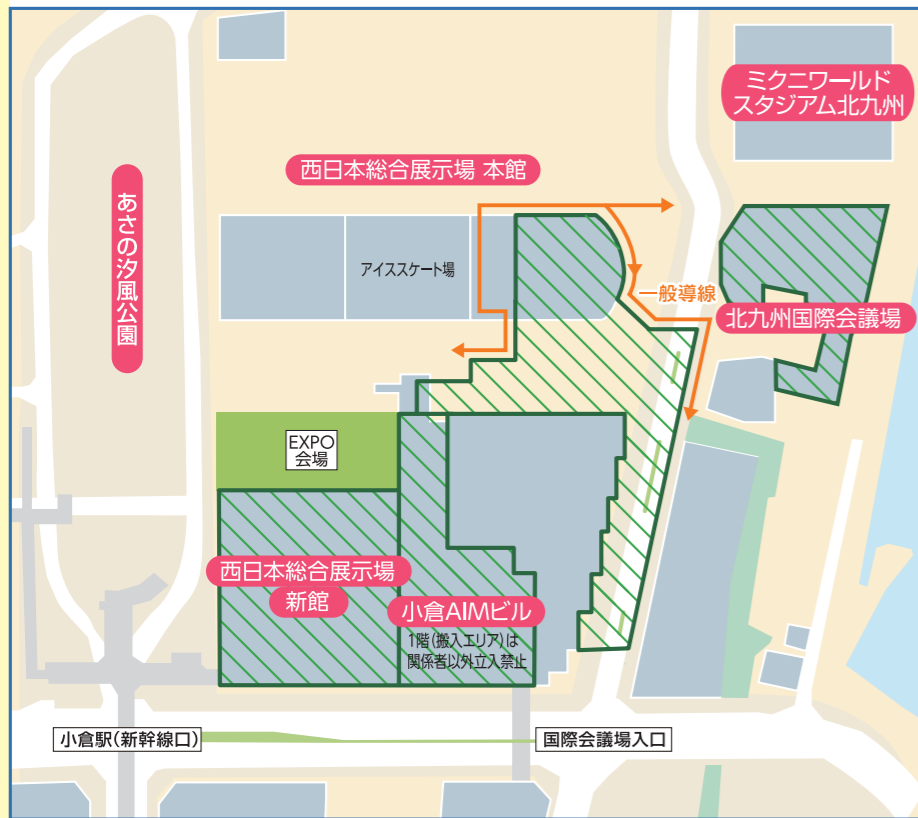 ミクニワールド
スタジアム北九州
西日本総合展示場 本館
あさの汐風公園
アイススケート場
一般導線
北九州国際会議場
EXPO
会場
西日本総合展示場
新館
小倉AIMビル
1階(搬入エリア)は
関係者以外立入禁止
小倉駅(新幹線口)
国際会議場入口